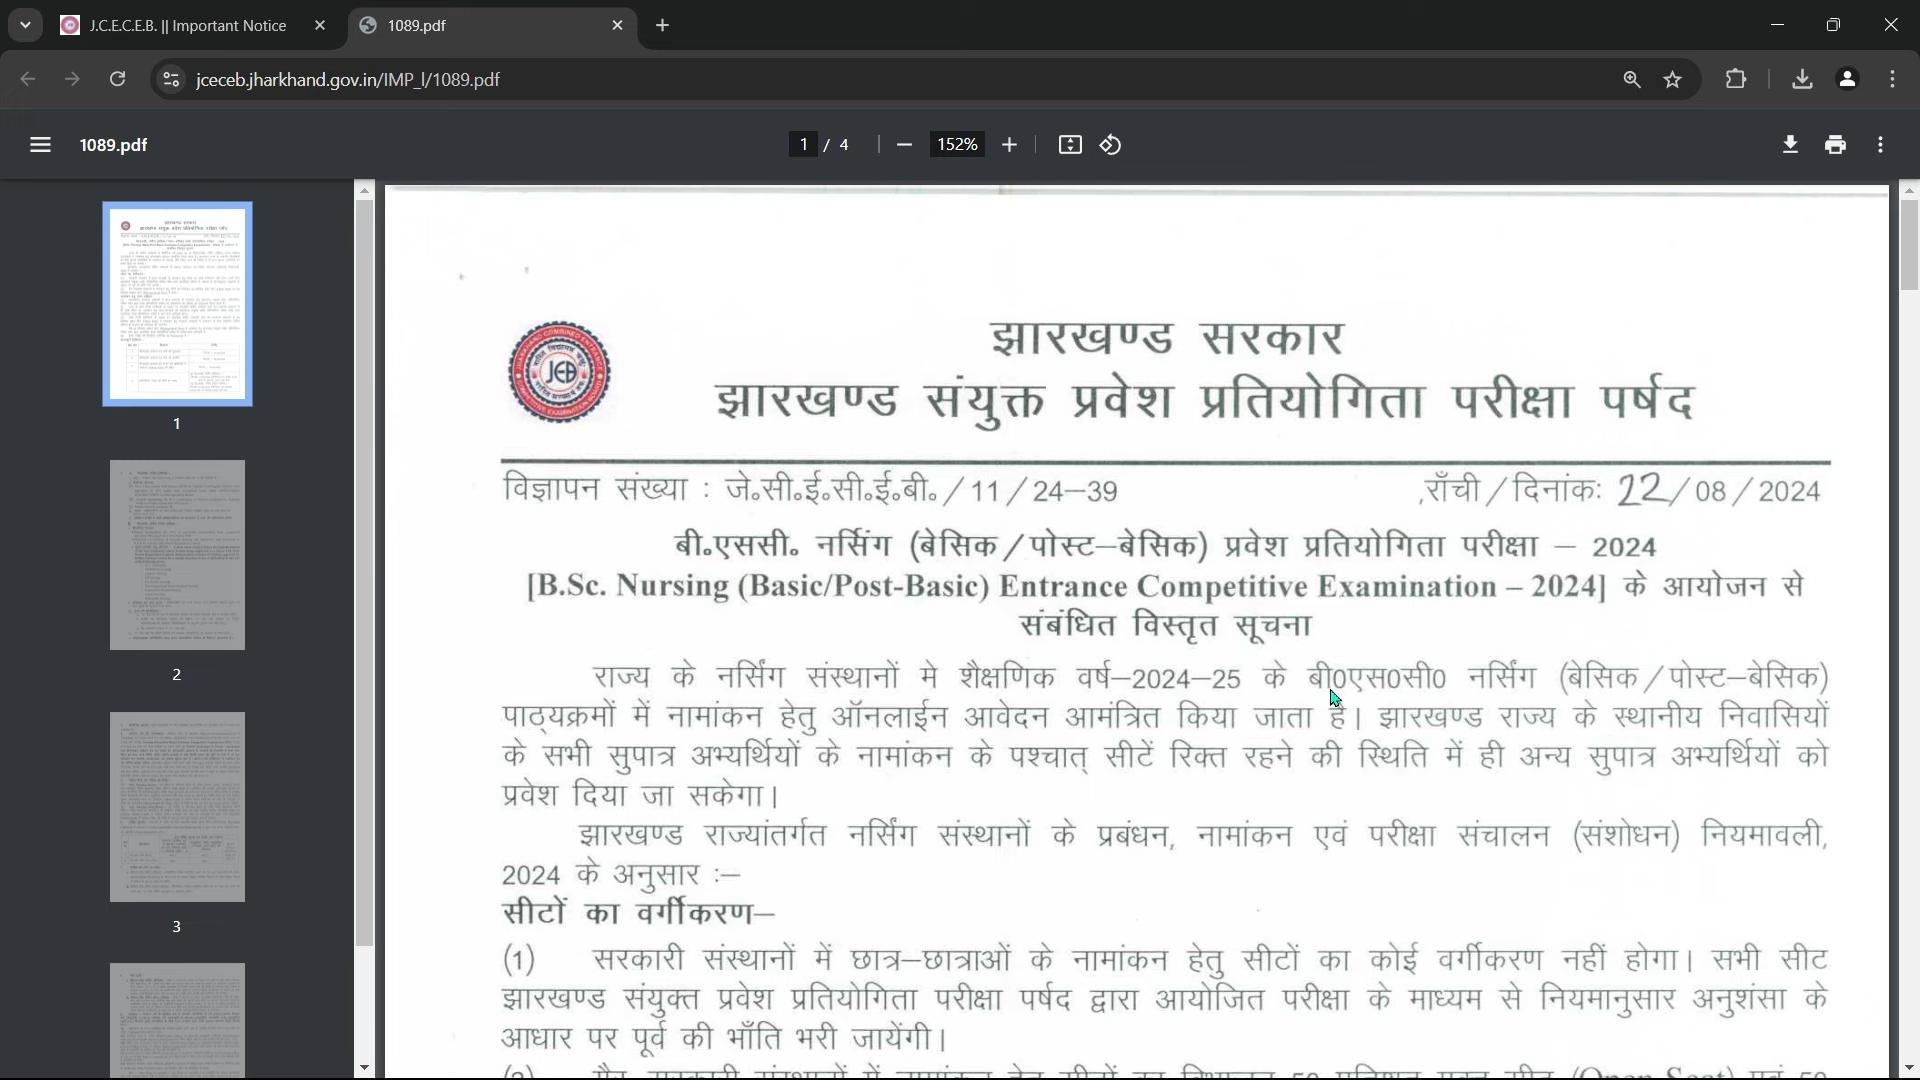 J.C.E.C.E.B. || Important Notice
1089.pdf
jceceb.jharkhand.gov.in/IMP_I/1089.pdf
1089.pdf
1 / 4
152%
1
2
3
JEB
झारखण्ड सरकार
झारखण्ड संयुक्त प्रवेश प्रतियोगिता परीक्षा पर्षद
विज्ञापन संख्या : जे॰सी॰ई॰सी॰ई॰बी॰/11/24–39 राँची/दिनांकः 22/08/2024
बी॰एससी॰ नर्सिंग (बेसिक/पोस्ट–बेसिक) प्रवेश प्रतियोगिता परीक्षा – 2024
[B.Sc. Nursing (Basic/Post-Basic) Entrance Competitive Examination – 2024] के आयोजन से
संबंधित विस्तृत सूचना
राज्य के नर्सिंग संस्थानों मे शैक्षणिक वर्ष–2024–25 के बी0एस0सी0 नर्सिंग (बेसिक/पोस्ट–बेसिक)
पाठ्यक्रमों में नामांकन हेतु ऑनलाईन आवेदन आमंत्रित किया जाता है। झारखण्ड राज्य के स्थानीय निवासियों
के सभी सुपात्र अभ्यर्थियों के नामांकन के पश्चात् सीटें रिक्त रहने की स्थिति में ही अन्य सुपात्र अभ्यर्थियों को
प्रवेश दिया जा सकेगा।
झारखण्ड राज्यांतर्गत नर्सिंग संस्थानों के प्रबंधन, नामांकन एवं परीक्षा संचालन (संशोधन) नियमावली,
2024 के अनुसार :–
सीटों का वर्गीकरण–
(1) सरकारी संस्थानों में छात्र–छात्राओं के नामांकन हेतु सीटों का कोई वर्गीकरण नहीं होगा। सभी सीट
झारखण्ड संयुक्त प्रवेश प्रतियोगिता परीक्षा पर्षद द्वारा आयोजित परीक्षा के माध्यम से नियमानुसार अनुशंसा के
आधार पर पूर्व की भाँति भरी जायेंगी।